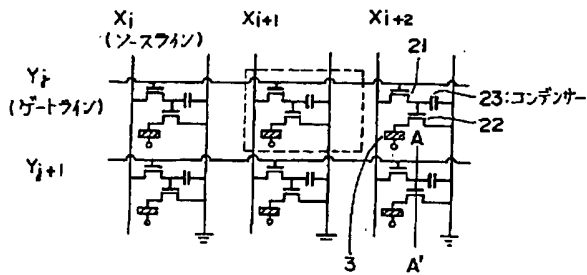 Xi Xi+1 Xi+2
(ソースライン) 21
Yj
(ゲートライン) 23:コンデンサー
22
A
Yj+1
3 A'